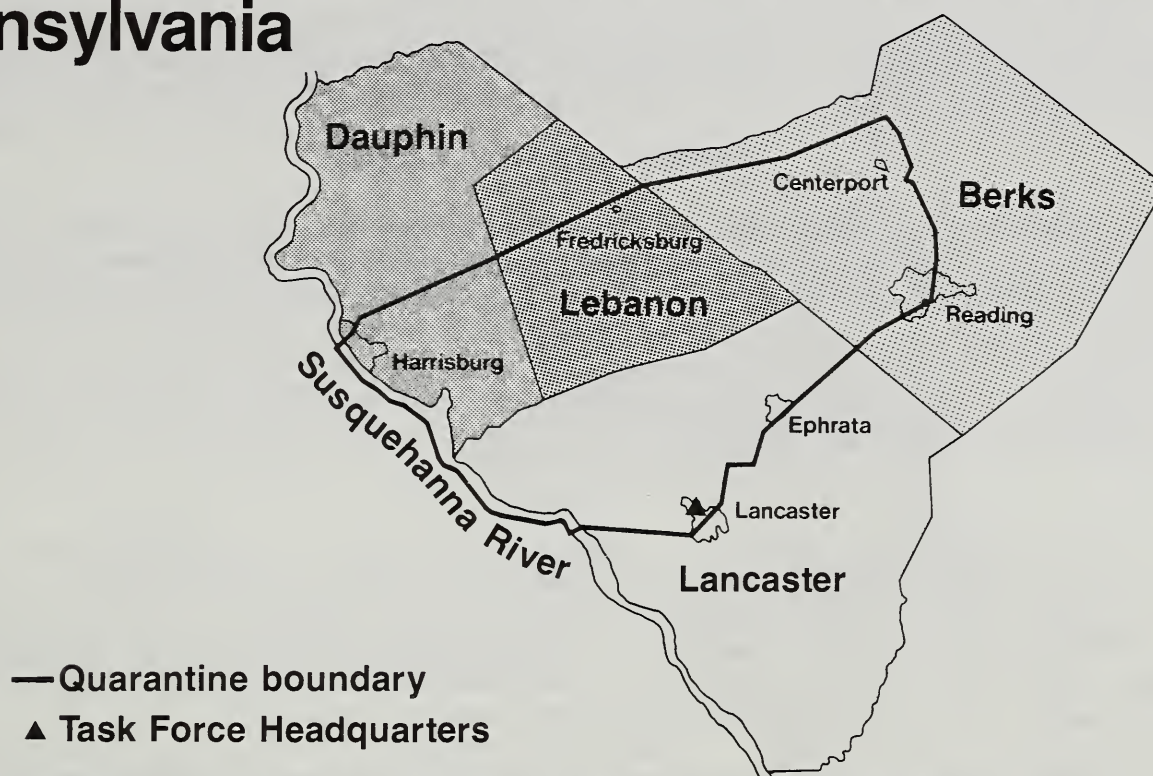 nsylvania
Dauphin
Centerport
Berks
Fredricksburg
Lebanon
Reading
Harrisburg
Susquehanna River
Ephrata
Lancaster
Lancaster
Quarantine boundary
Task Force Headquarters